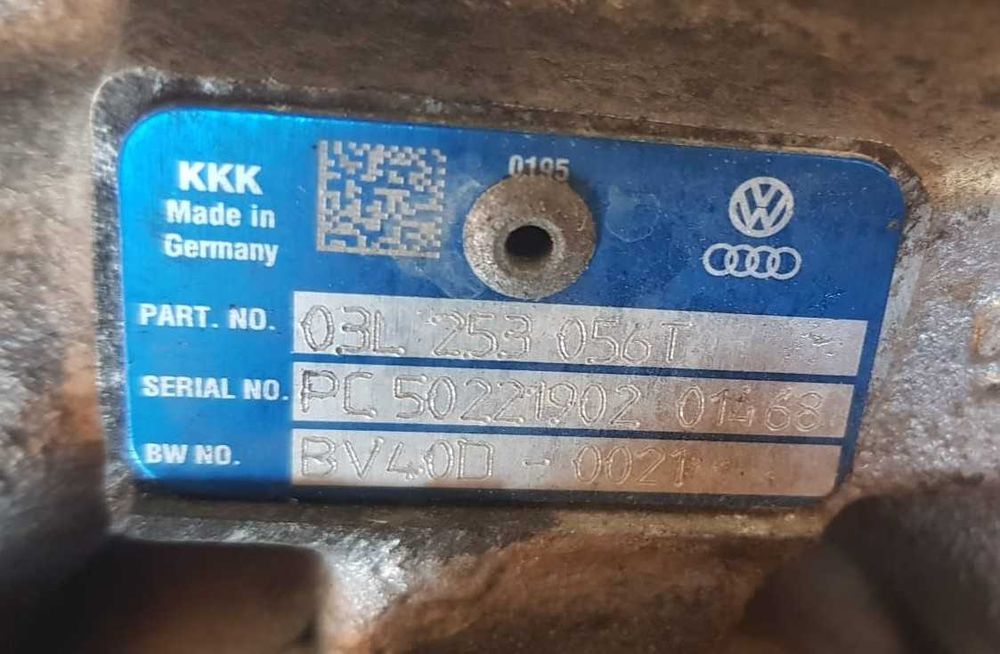 0195
KKK
Made in
Germany
PART. NO. 03L 253 056T
SERIAL NO. PC 50221902 01468
BW NO. BV40D - 0021